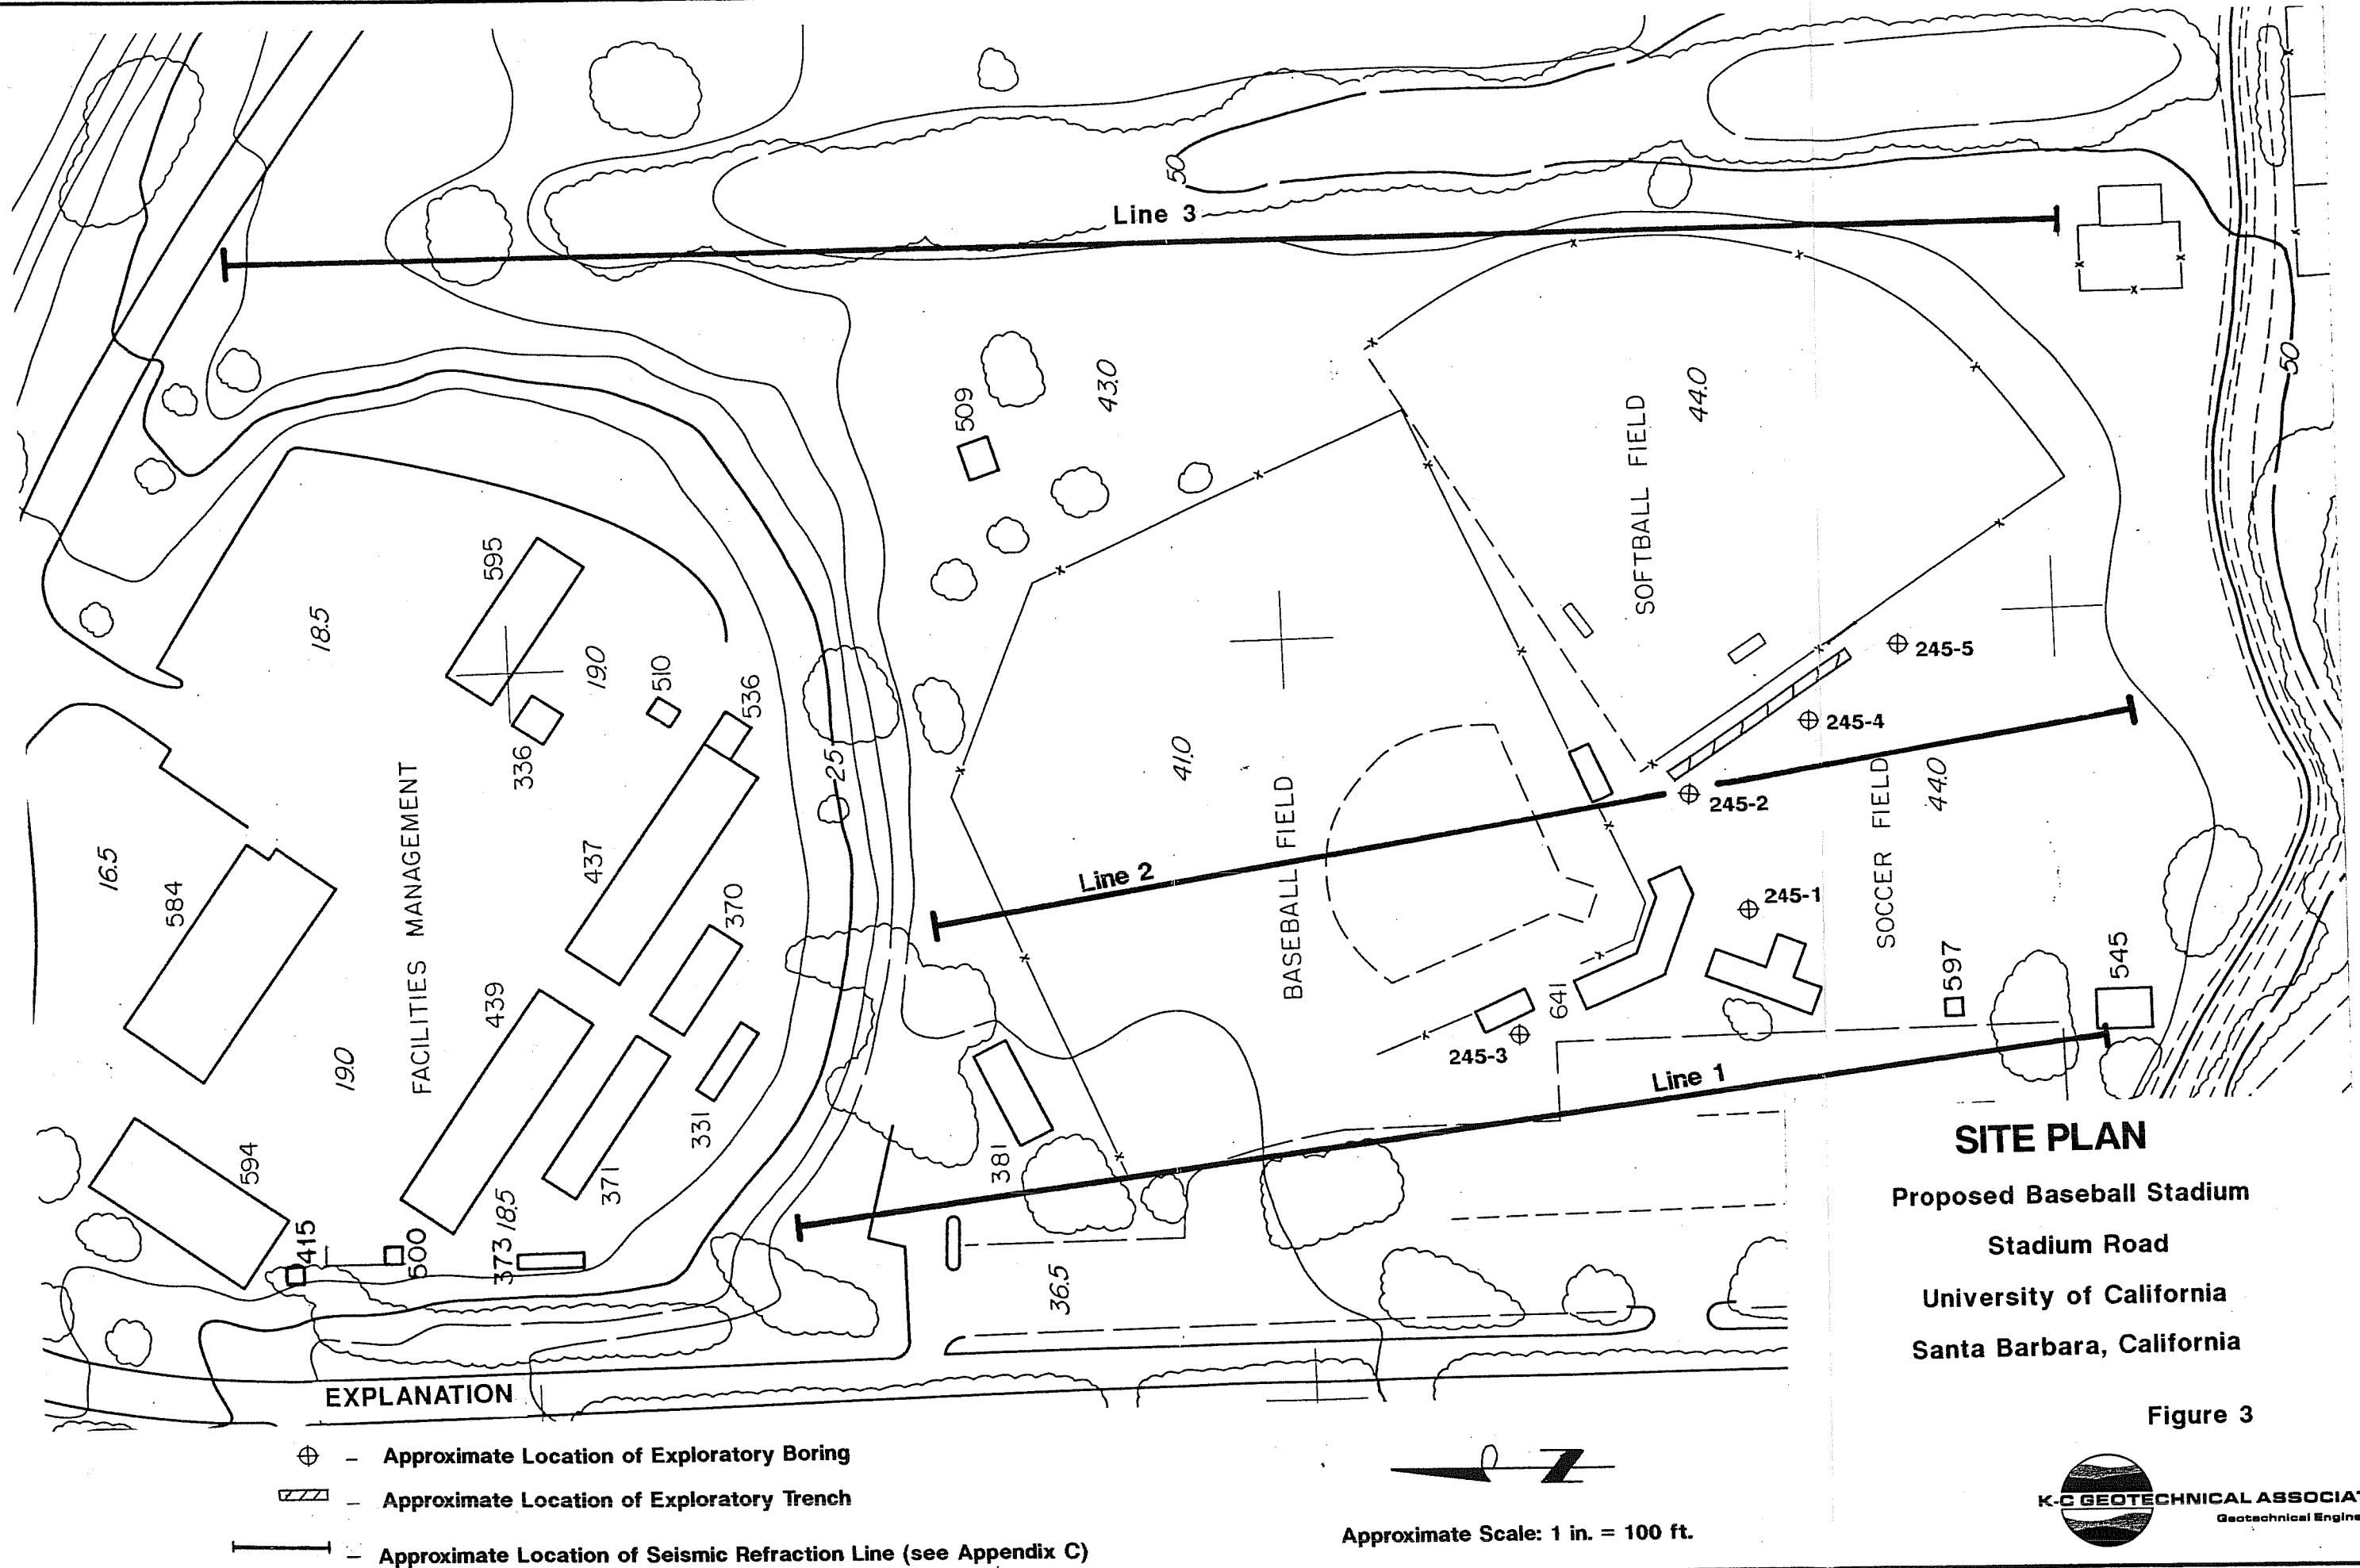 50
Line 3
50
509
43.0
SOFTBALL FIELD
44.0
595
18.5
19.0
510
536
336
245-5
245-4
25
41.0
245-2
44.0
16.5
584
FACILITIES MANAGEMENT
437
370
Line 2
BASEBALL FIELD
245-1
SOCCER FIELD
439
641
597
545
19.0
245-3
331
Line 1
381
594
371
18.5
415
500
373
36.5
SITE PLAN
Proposed Baseball Stadium
Stadium Road
University of California
Santa Barbara, California
Figure 3
EXPLANATION
– Approximate Location of Exploratory Boring
– Approximate Location of Exploratory Trench
– Approximate Location of Seismic Refraction Line (see Appendix C)
Z
Approximate Scale: 1 in. = 100 ft.
K-C GEOTECHNICAL ASSOCIA
Geotechnical Engine